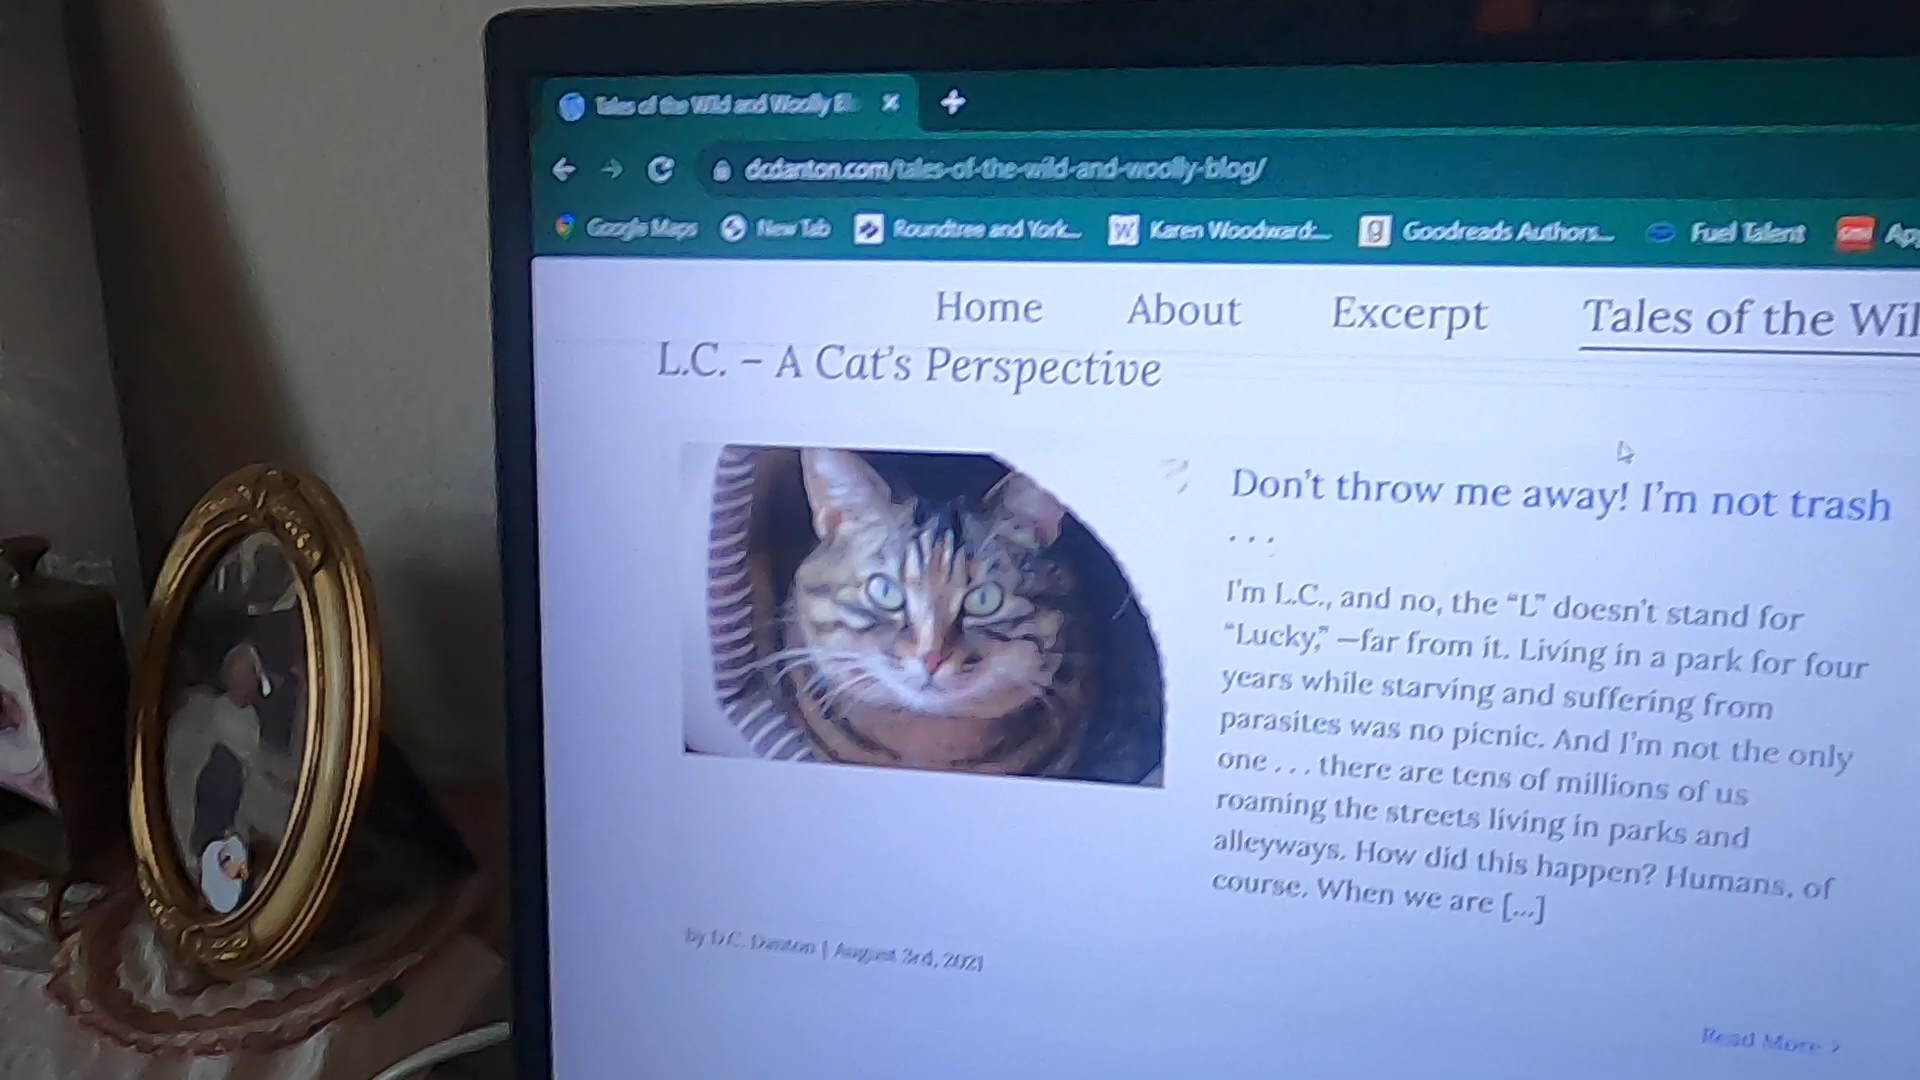 Tales of the Wild and Woolly Bl
dcdanton.com/tales-of-the-wild-and-woolly-blog/
Google Maps New Tab Roundtree and York... Karen Woodward:... Goodreads Authors... Fuel Talent Ap
Home About Excerpt Tales of the Wil
L.C. – A Cat's Perspective
Don't throw me away! I'm not trash
. . .
I'm L.C., and no, the “L” doesn't stand for
“Lucky,” —far from it. Living in a park for four
years while starving and suffering from
parasites was no picnic. And I'm not the only
one . . . there are tens of millions of us
roaming the streets living in parks and
alleyways. How did this happen? Humans, of
course. When we are [...]
by D.C. Danton | August 3rd, 2021
Read More >